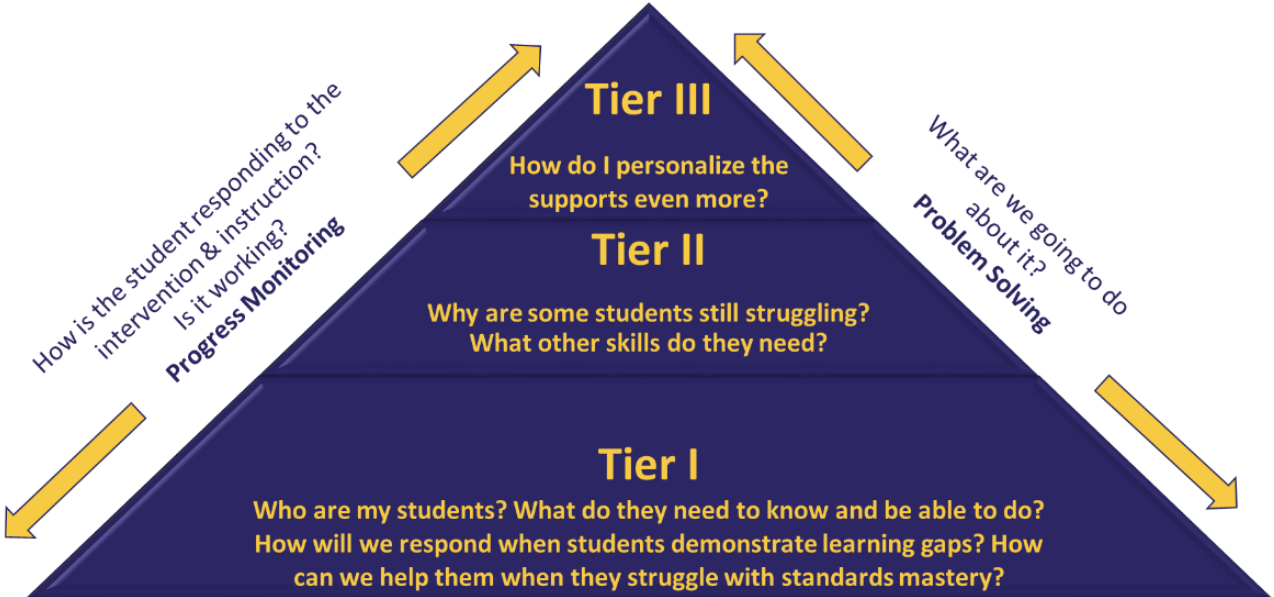 Tier III
How do I personalize the
supports even more?
Tier II
Why are some students still struggling?
What other skills do they need?
Tier I
Who are my students? What do they need to know and be able to do?
How will we respond when students demonstrate learning gaps? How
can we help them when they struggle with standards mastery?
How is the student responding to the
intervention & instruction?
Is it working?
Progress Monitoring
What are we going to do
about it?
Problem Solving